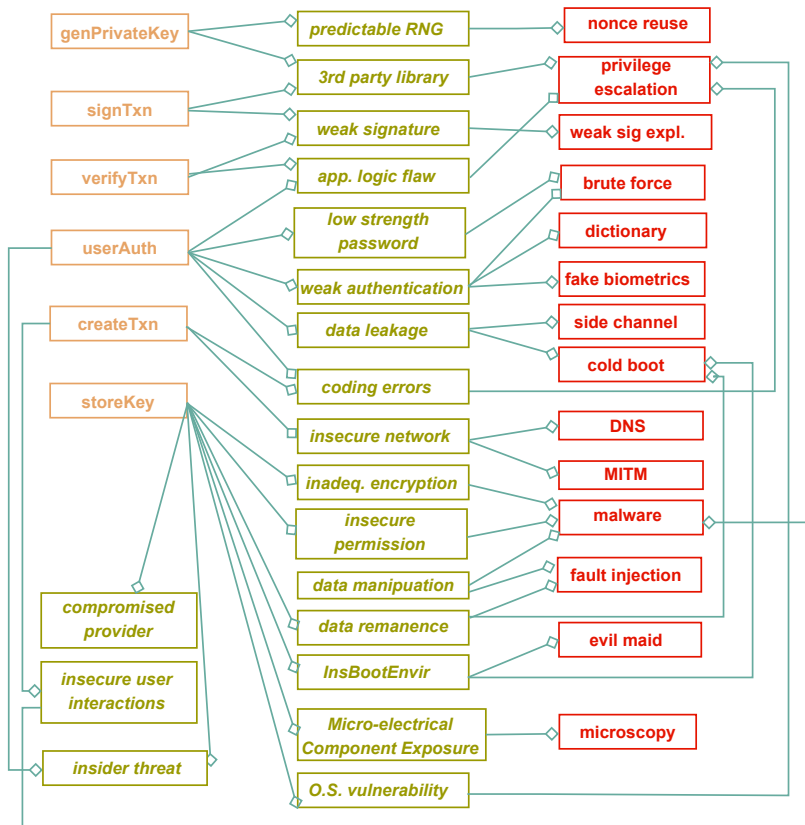 genPrivateKey
signTxn
verifyTxn
userAuth
createTxn
storeKey
compromised
provider
insecure user
interactions
insider threat
predictable RNG
3rd party library
weak signature
app. logic flaw
low strength
password
weak authentication
data leakage
coding errors
insecure network
inadeq. encryption
insecure
permission
data manipuation
data remanence
InsBootEnvir
Micro-electrical
Component Exposure
O.S. vulnerability
nonce reuse
privilege
escalation
weak sig expl.
brute force
dictionary
fake biometrics
side channel
cold boot
DNS
MITM
malware
fault injection
evil maid
microscopy